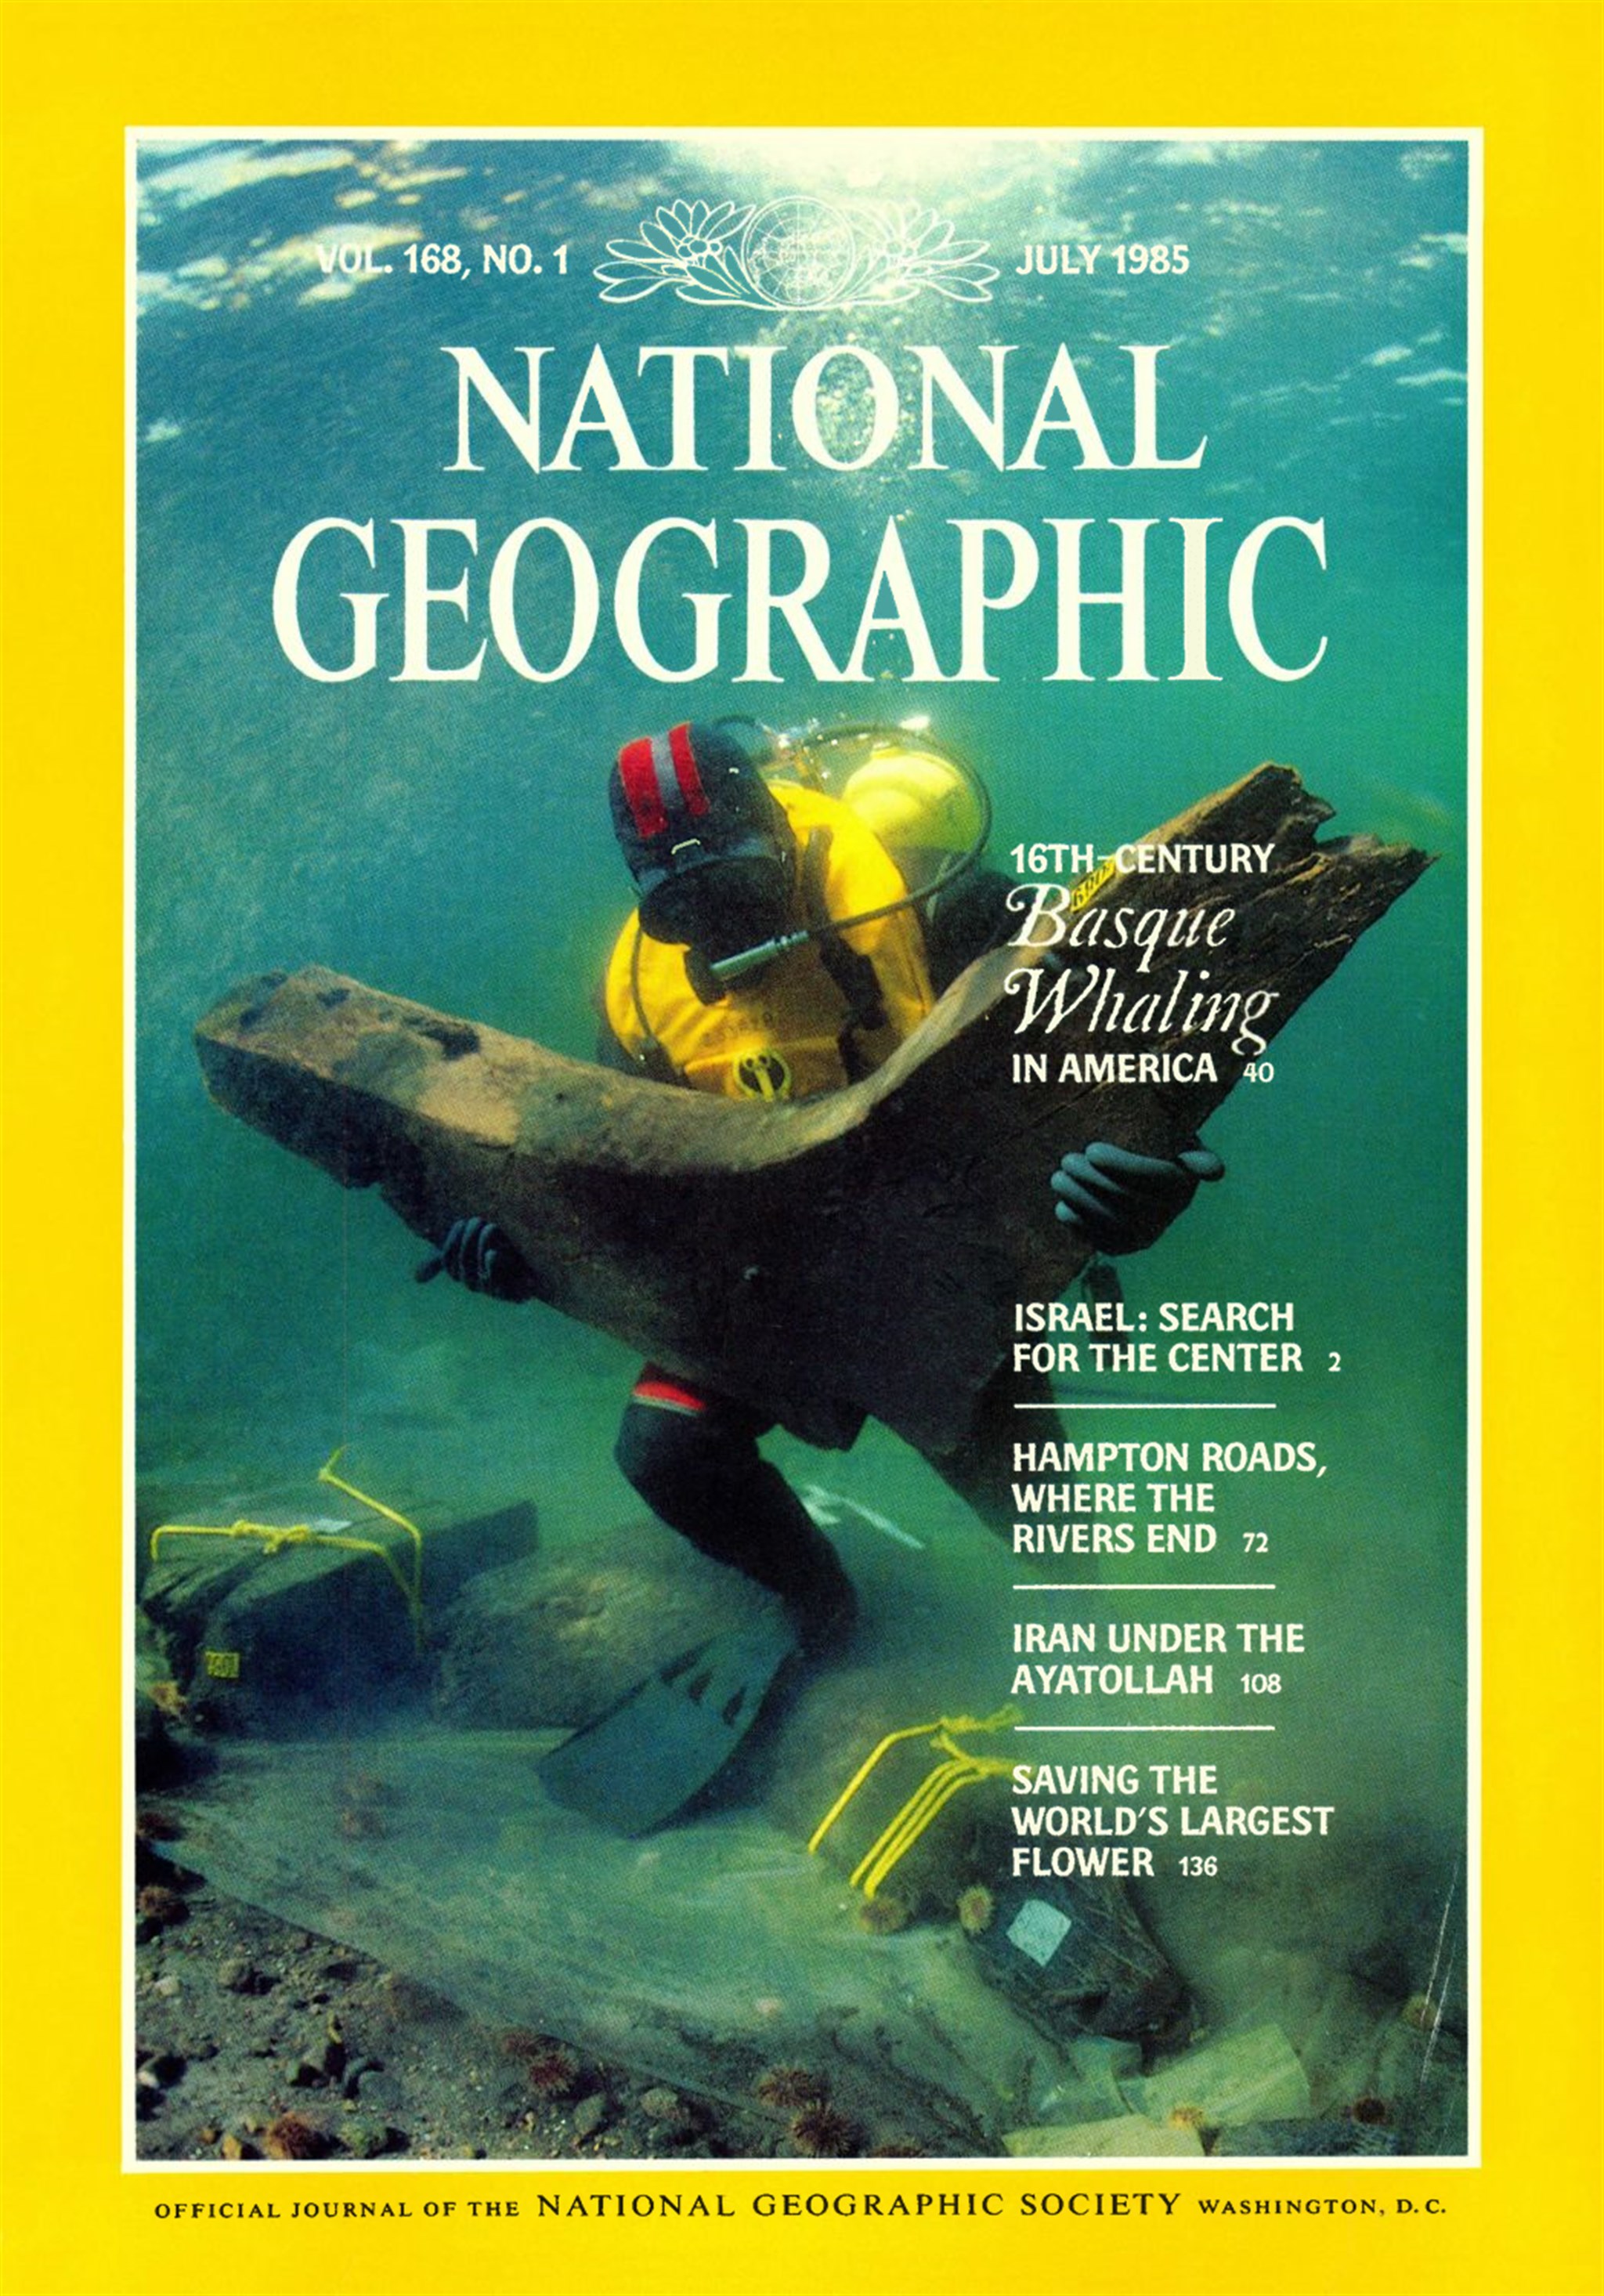 VOL. 168, NO. 1
JULY 1985
NATIONAL
GEOGRAPHIC
16TH-CENTURY
Basque
Whaling
IN AMERICA 40
ISRAEL: SEARCH
FOR THE CENTER 2
HAMPTON ROADS,
WHERE THE
RIVERS END 72
IRAN UNDER THE
AYATOLLAH 108
SAVING THE
WORLD'S LARGEST
FLOWER 136
OFFICIAL JOURNAL OF THE NATIONAL GEOGRAPHIC SOCIETY WASHINGTON, D.C.